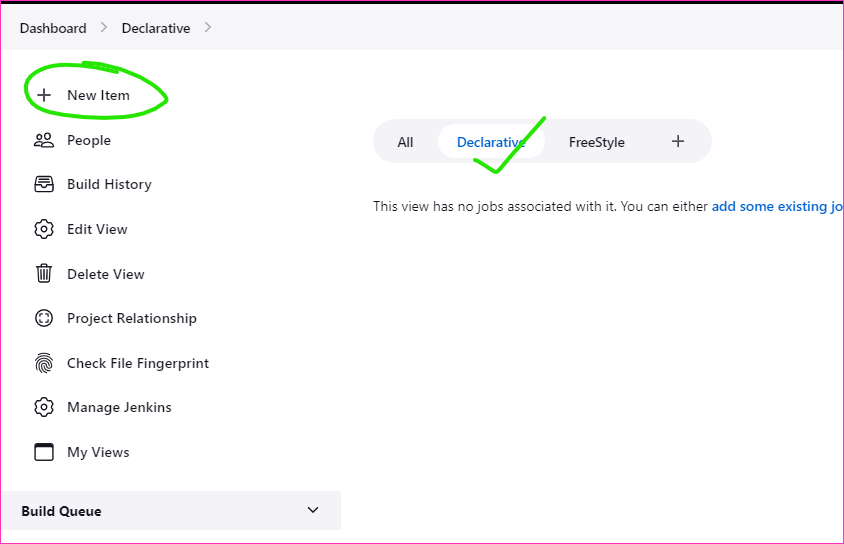 Dashboard > Declarative >
New Item
People
Build History
Edit View
Delete View
Project Relationship
Check File Fingerprint
Manage Jenkins
My Views
Build Queue
All Declarative FreeStyle +
This view has no jobs associated with it. You can either add some existing jo